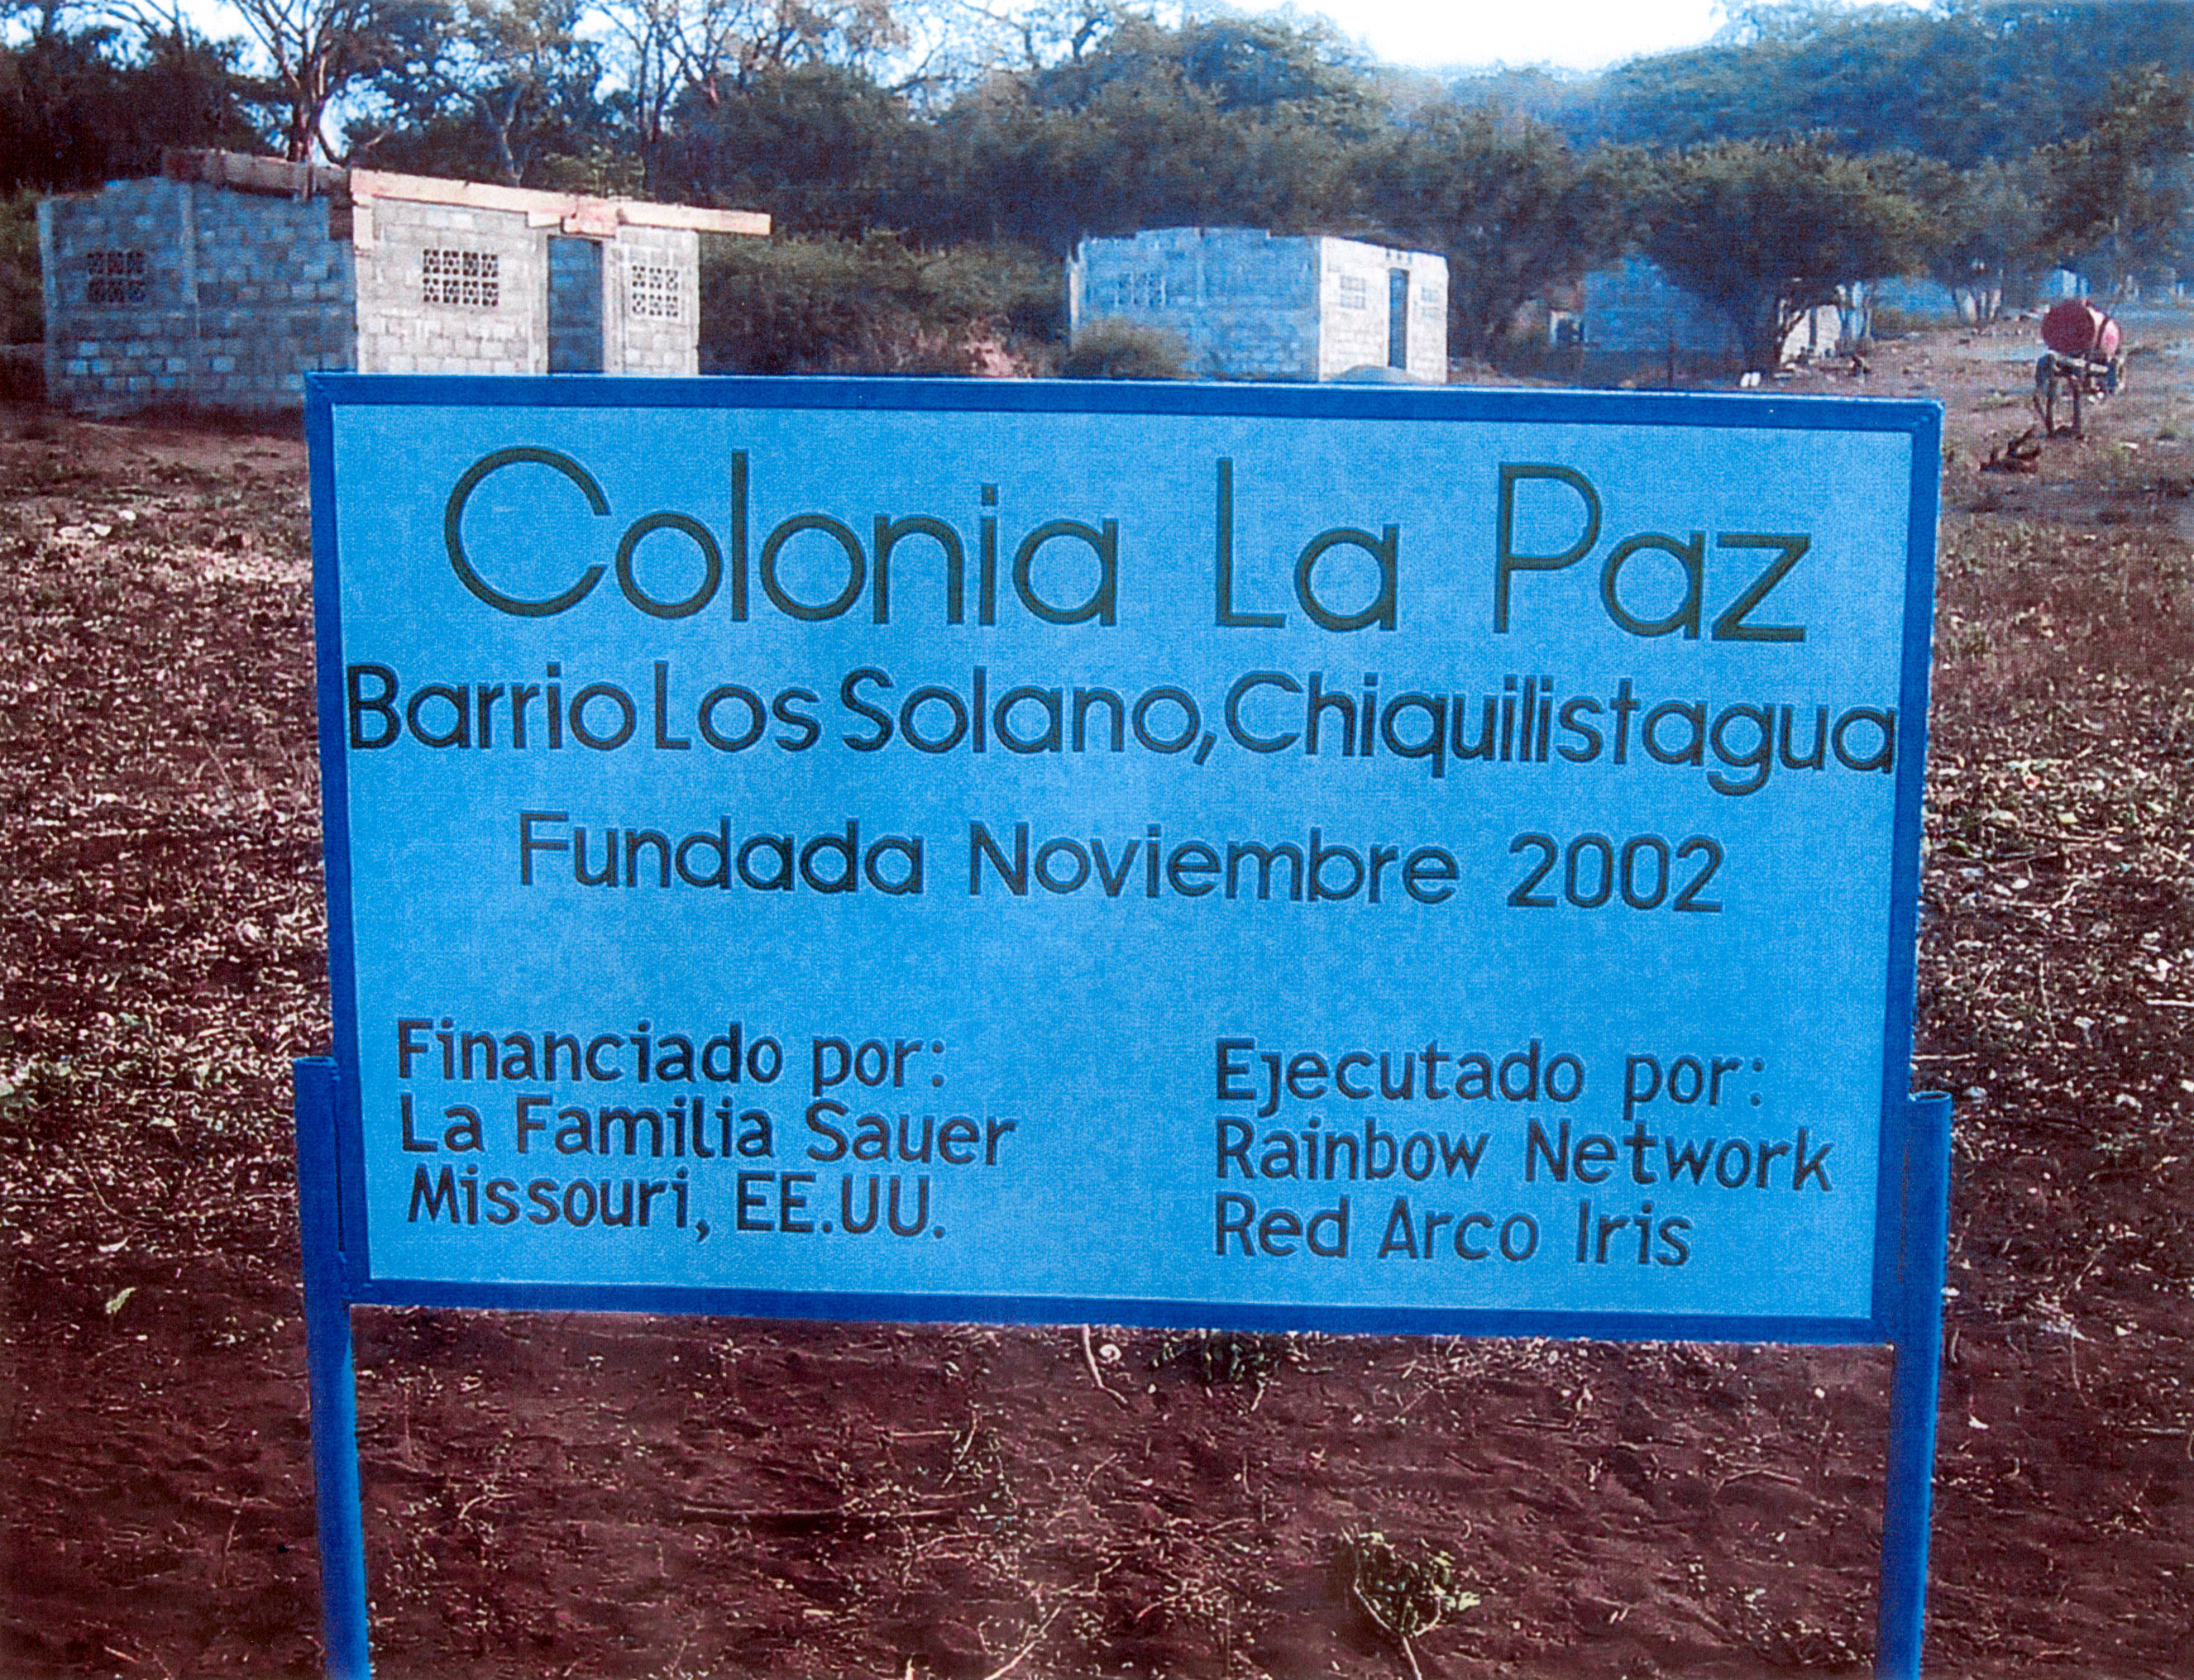 Colonia La Paz
Barrio Los Solano, Chiquilistagua
Fundada Noviembre 2002
Financiado por:
La Familia Sauer
Missouri, EE.UU.
Ejecutado por:
Rainbow Network
Red Arco Iris